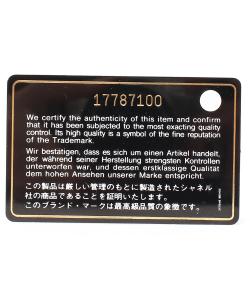 17787100
We certify the authenticity of this item and confirm
that it has been subjected to the most exacting quality
control. Its high quality is a symbol of the fine reputation
of the Trademark.
Wir bestätigen, dass es sich um einen Artikel handelt,
der während seiner Herstellung strengsten Kontrollen
unterworfen war, und dessen erstklassige Qualität
dem hohen Ansehen unserer Marke entspricht.
この製品は厳しい管理のもとに製造されたシャネル
社の商品であることを証明いたします。
このブランド・マークは最高級品質の象徴です。